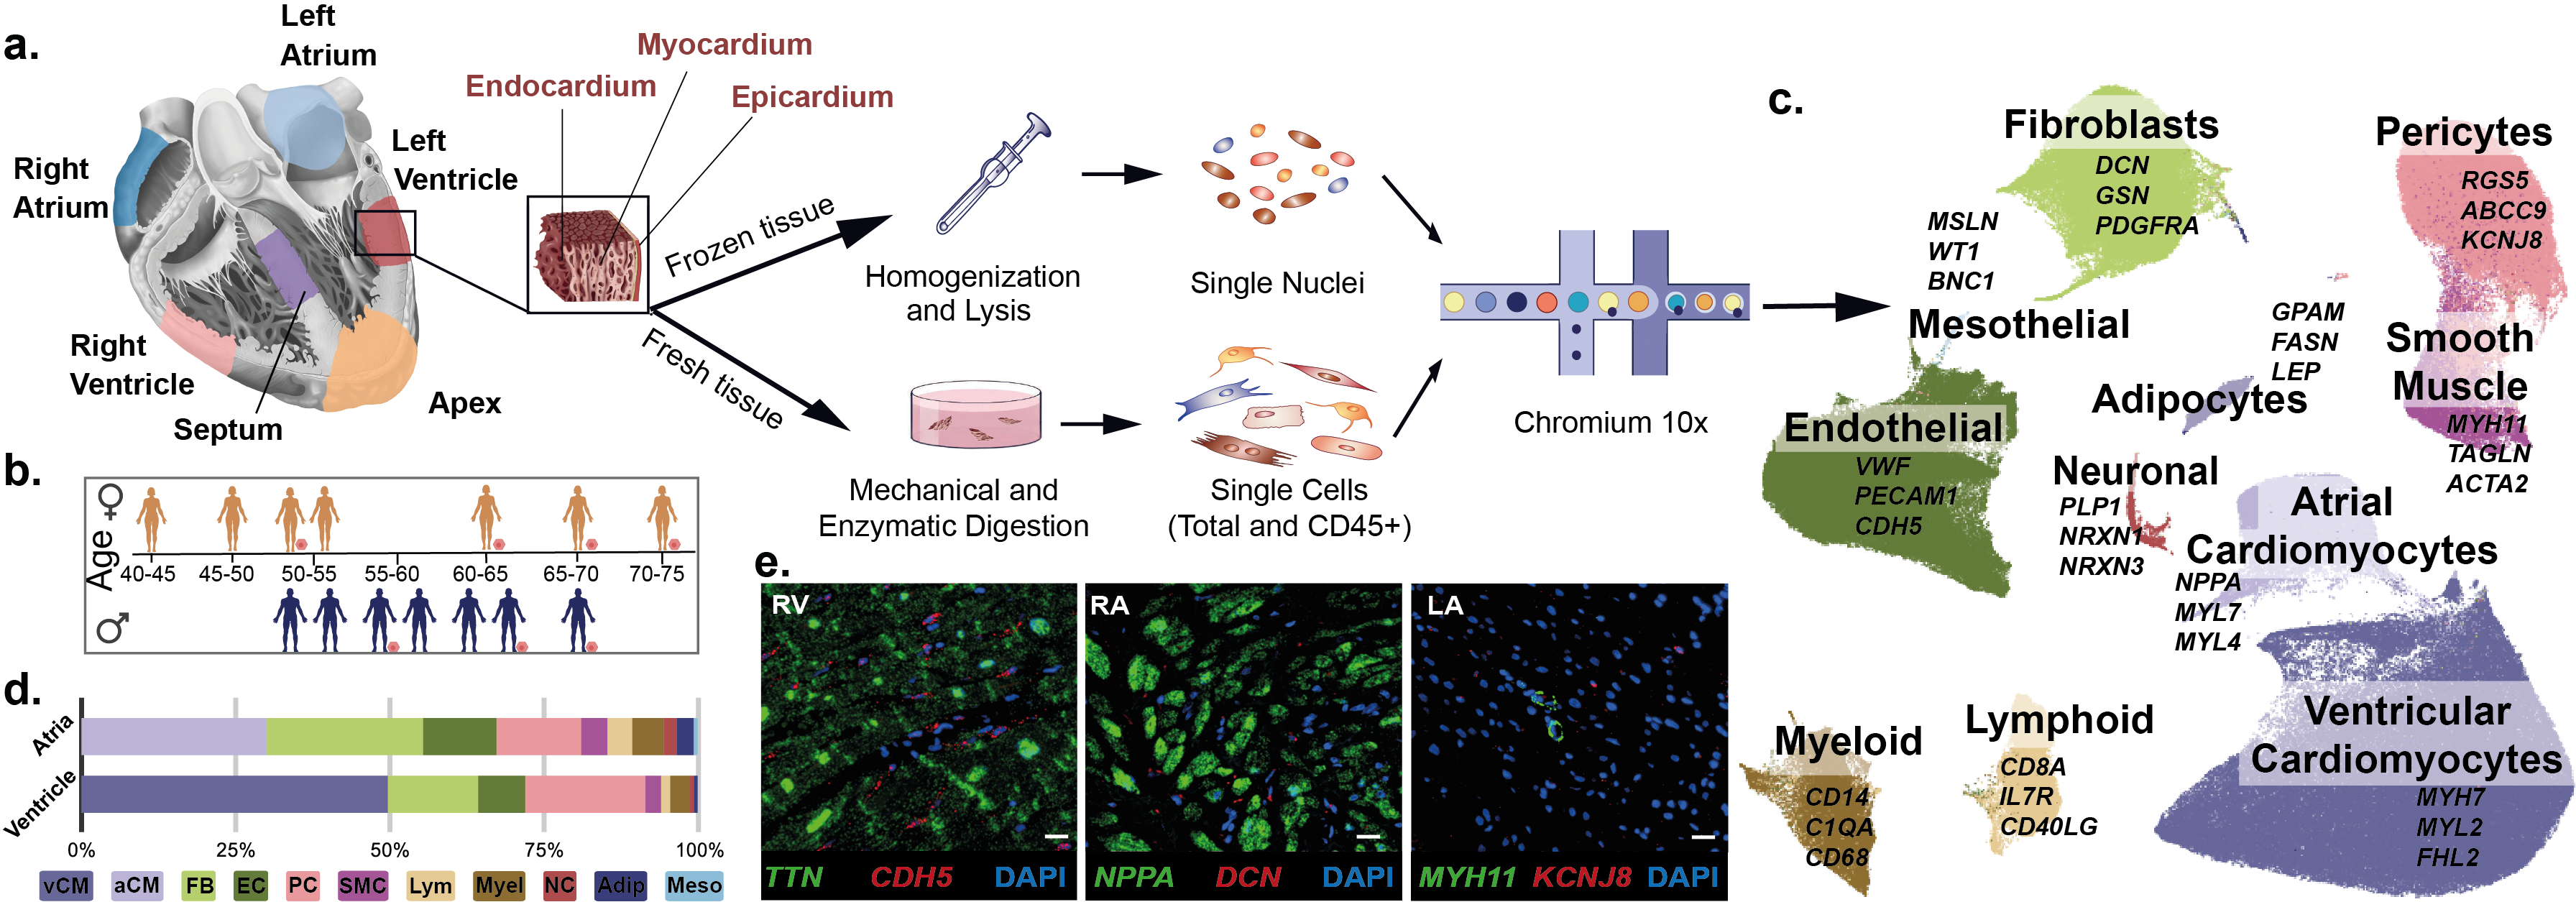 a.
Left
Atrium
Right
Atrium
Left
Ventricle
Right
Ventricle
Septum
Apex
Endocardium
Myocardium
Epicardium
Frozen tissue
Fresh tissue
Homogenization
and Lysis
Single Nuclei
Mechanical and
Enzymatic Digestion
Single Cells
(Total and CD45+)
Chromium 10x
b.
♀
Age
40-45 45-50 50-55 55-60 60-65 65-70 70-75
♂
c.
Fibroblasts
DCN
GSN
PDGFRA
Pericytes
RGS5
ABCC9
KCNJ8
MSLN
WT1
BNC1
Mesothelial
GPAM
FASN
LEP
Adipocytes
Smooth
Muscle
MYH11
TAGLN
ACTA2
Endothelial
VWF
PECAM1
CDH5
Neuronal
PLP1
NRXN1
NRXN3
Atrial
Cardiomyocytes
NPPA
MYL7
MYL4
Ventricular
Cardiomyocytes
MYH7
MYL2
FHL2
Myeloid
CD14
C1QA
CD68
Lymphoid
CD8A
IL7R
CD40LG
d.
Atria
Ventricle
0% 25% 50% 75% 100%
vCM aCM FB EC PC SMC Lym Myel NC Adip Meso
e.
RV
TTN CDH5 DAPI
RA
NPPA DCN DAPI
LA
MYH11 KCNJ8 DAPI